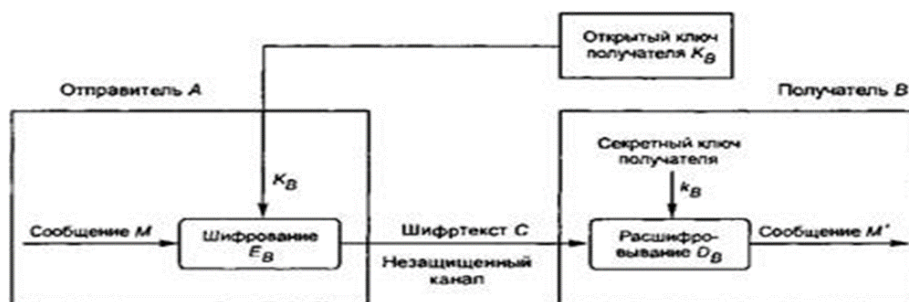 Открытый ключ
получателя K_B
Отправитель A
Получатель B
Секретный ключ
получателя
K_B
k_B
Сообщение M
Шифрование
E_B
Шифртекст C
Незащищенный
канал
Расшифро-
вывание D_B
Сообщение M'